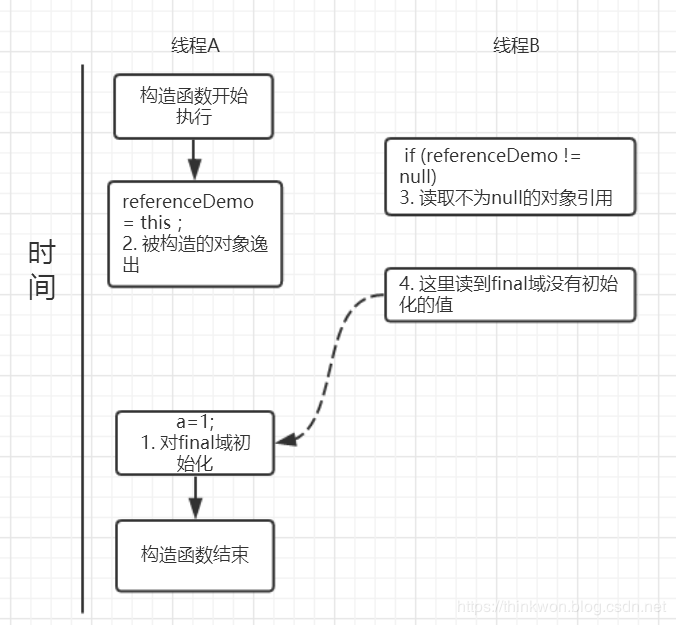 线程A
线程B
构造函数开始
执行
if (referenceDemo !=
null)
3. 读取不为null的对象引用
referenceDemo
= this ;
2. 被构造的对象逸
出
时
间
4. 这里读到final域没有初始
化的值
a=1;
1. 对final域初
始化
构造函数结束
https://thinkwon.blog.csdn.net